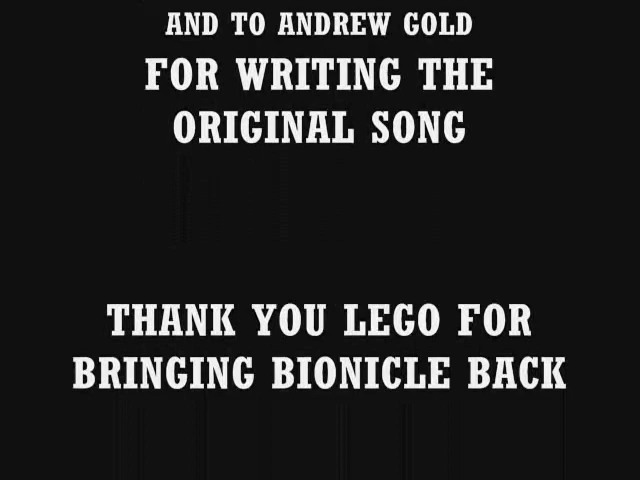 AND TO ANDREW GOLD
FOR WRITING THE
ORIGINAL SONG
THANK YOU LEGO FOR
BRINGING BIONICLE BACK